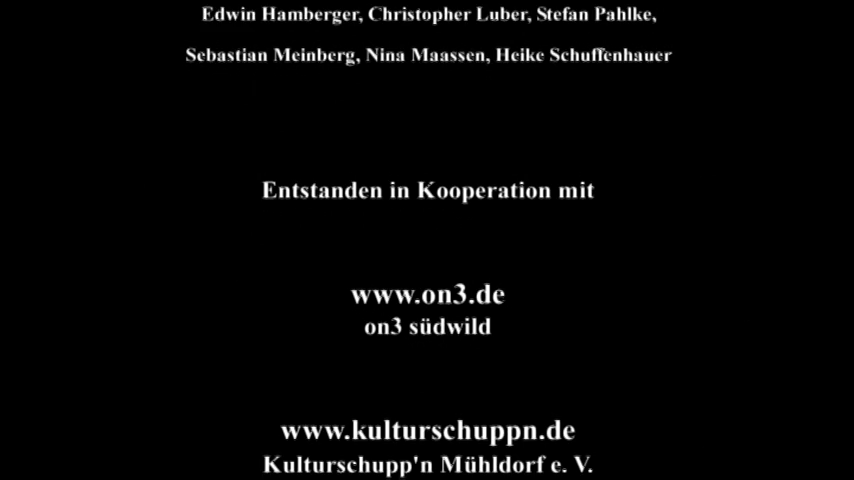 Edwin Hamberger, Christopher Luber, Stefan Pahlke,
Sebastian Meinberg, Nina Maassen, Heike Schuffenhauer
Entstanden in Kooperation mit
www.on3.de
on3 südwild
www.kulturschuppn.de
Kulturschupp'n Mühldorf e. V.